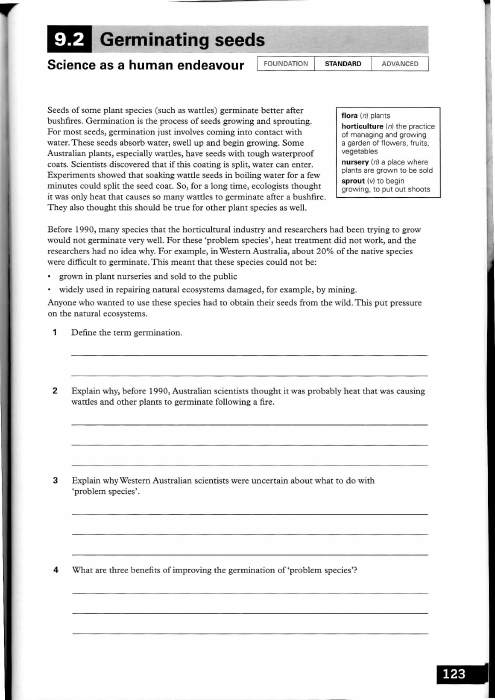 9.2 Germinating seeds
Science as a human endeavour
FOUNDATION STANDARD ADVANCED
Seeds of some plant species (such as wattles) germinate better after
bushfires. Germination is the process of seeds growing and sprouting.
For most seeds, germination just involves coming into contact with
water. These seeds absorb water, swell up and begin growing. Some
Australian plants, especially wattles, have seeds with tough waterproof
coats. Scientists discovered that if this coating is split, water can enter.
Experiments showed that soaking wattle seeds in boiling water for a few
minutes could split the seed coat. So, for a long time, ecologists thought
it was only heat that causes so many wattles to germinate after a bushfire.
They also thought this should be true for other plant species as well.
flora (n) plants
horticulture (n) the practice
of managing and growing
a garden of flowers, fruits,
vegetables
nursery (n) a place where
plants are grown to be sold
sprout (v) to begin
growing, to put out shoots
Before 1990, many species that the horticultural industry and researchers had been trying to grow
would not germinate very well. For these 'problem species', heat treatment did not work, and the
researchers had no idea why. For example, in Western Australia, about 20% of the native species
were difficult to germinate. This meant that these species could not be:
• grown in plant nurseries and sold to the public
• widely used in repairing natural ecosystems damaged, for example, by mining.
Anyone who wanted to use these species had to obtain their seeds from the wild. This put pressure
on the natural ecosystems.
1 Define the term germination.
2 Explain why, before 1990, Australian scientists thought it was probably heat that was causing
wattles and other plants to germinate following a fire.
3 Explain why Western Australian scientists were uncertain about what to do with
'problem species'.
4 What are three benefits of improving the germination of 'problem species'?
123